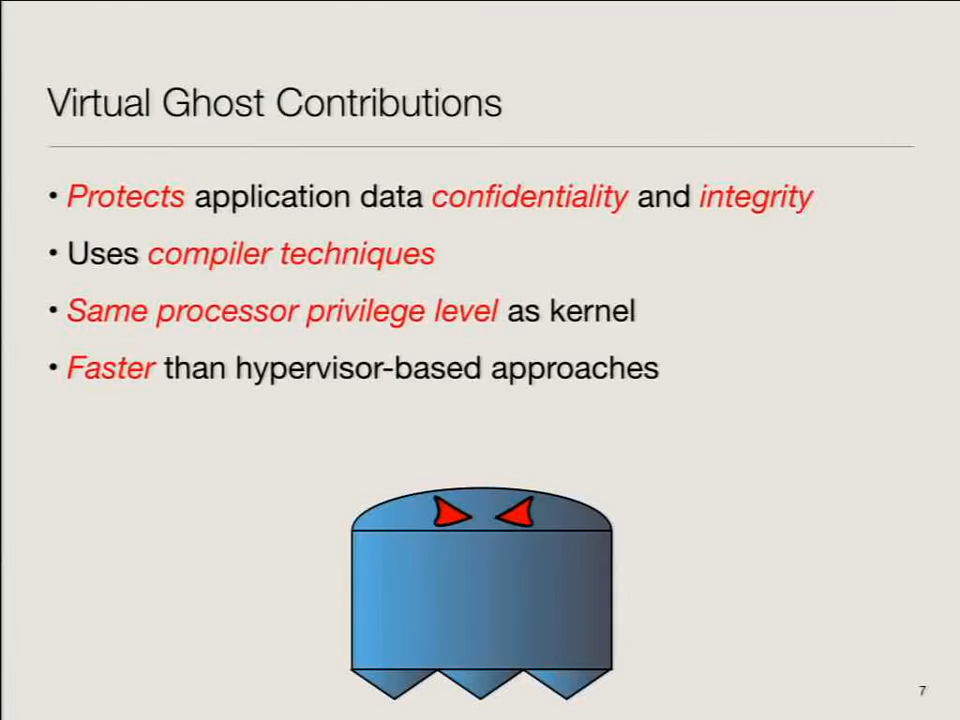 Virtual Ghost Contributions
• Protects application data confidentiality and integrity
• Uses compiler techniques
• Same processor privilege level as kernel
• Faster than hypervisor-based approaches
7